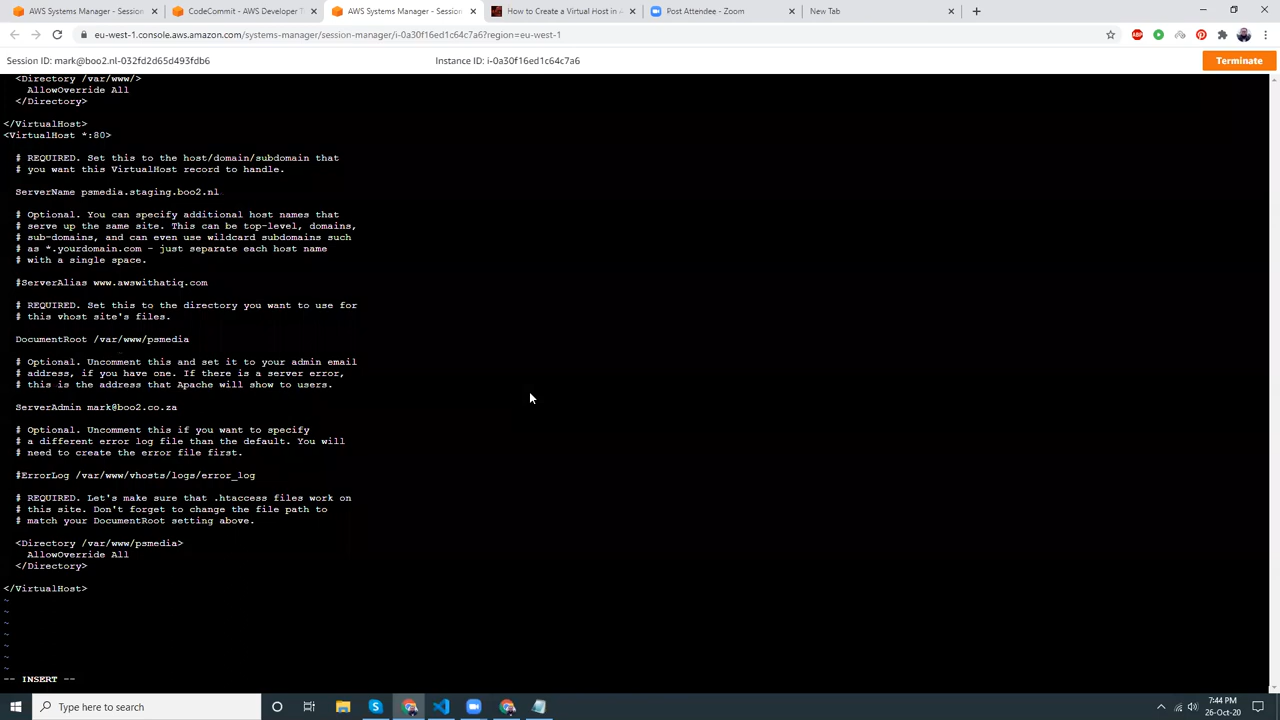 AWS Systems Manager - Session
CodeCommit - AWS Developer T
AWS Systems Manager - Session
How to Create a Virtual Host in A
Post Attendee - Zoom
New Tab
eu-west-1.console.aws.amazon.com/systems-manager/session-manager/i-0a30f16ed1c64c7a6?region=eu-west-1
Session ID: mark@boo2.nl-032fd2d65d493fdb6
Instance ID: i-0a30f16ed1c64c7a6
Terminate
<Directory /var/www/>
AllowOverride All
</Directory>
</VirtualHost>
<VirtualHost *:80>
# REQUIRED. Set this to the host/domain/subdomain that
# you want this VirtualHost record to handle.
ServerName psmedia.staging.boo2.nl
# Optional. You can specify additional host names that
# serve up the same site. This can be top-level, domains,
# sub-domains, and can even use wildcard subdomains such
# as *.yourdomain.com - just separate each host name
# with a single space.
#ServerAlias www.awswithatiq.com
# REQUIRED. Set this to the directory you want to use for
# this vhost site's files.
DocumentRoot /var/www/psmedia
# Optional. Uncomment this and set it to your admin email
# address, if you have one. If there is a server error,
# this is the address that Apache will show to users.
ServerAdmin mark@boo2.co.za
# Optional. Uncomment this if you want to specify
# a different error log file than the default. You will
# need to create the error file first.
#ErrorLog /var/www/vhosts/logs/error_log
# REQUIRED. Let's make sure that .htaccess files work on
# this site. Don't forget to change the file path to
# match your DocumentRoot setting above.
<Directory /var/www/psmedia>
AllowOverride All
</Directory>
</VirtualHost>
~
~
~
~
~
~
~
-- INSERT --
Type here to search
7:44 PM
26-Oct-20